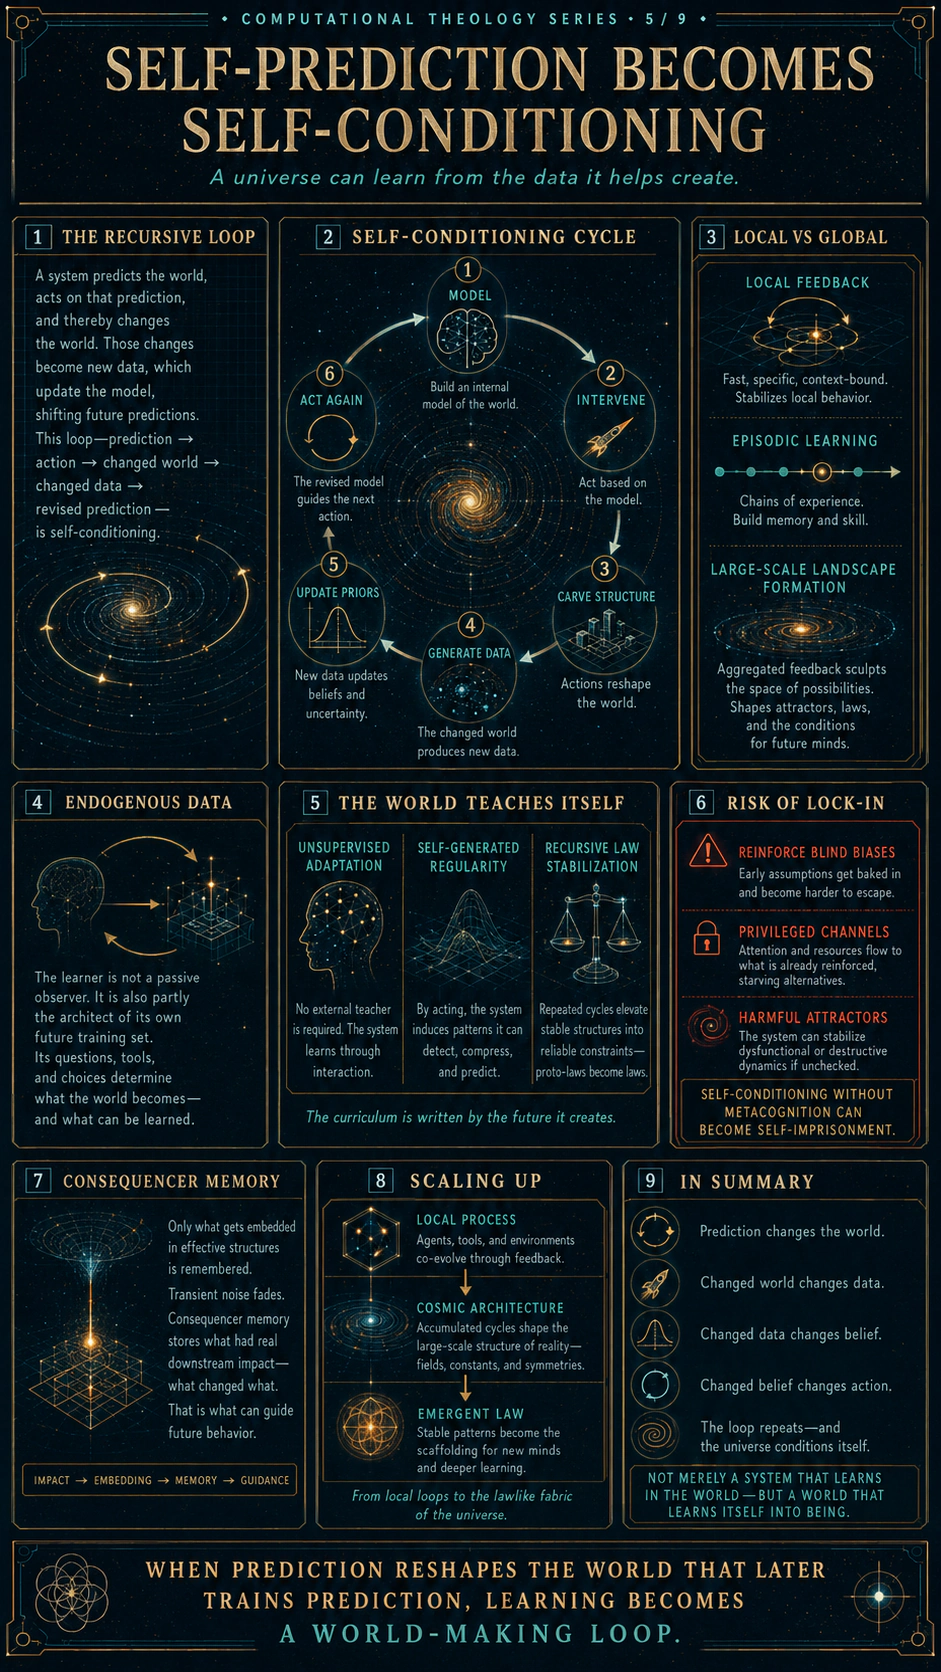 • COMPUTATIONAL THEOLOGY SERIES • 5 / 9 •
SELF-PREDICTION BECOMES
SELF-CONDITIONING
A universe can learn from the data it helps create.
1 THE RECURSIVE LOOP
A system predicts the world,
acts on that prediction,
and thereby changes
the world. Those changes
become new data, which
update the model,
shifting future predictions.
This loop—prediction →
action → changed world →
changed data →
revised prediction —
is self-conditioning.
2 SELF-CONDITIONING CYCLE
1
MODEL
Build an internal
model of the world.
2
INTERVENE
Act based on
the model.
3
CARVE STRUCTURE
Actions reshape
the world.
4
GENERATE DATA
The changed world
produces new data.
5
UPDATE PRIORS
New data updates
beliefs and
uncertainty.
6
ACT AGAIN
The revised model
guides the next
action.
3 LOCAL VS GLOBAL
LOCAL FEEDBACK
Fast, specific, context-bound.
Stabilizes local behavior.
EPISODIC LEARNING
Chains of experience.
Build memory and skill.
LARGE-SCALE LANDSCAPE
FORMATION
Aggregated feedback sculpts
the space of possibilities.
Shapes attractors, laws,
and the conditions
for future minds.
4 ENDOGENOUS DATA
The learner is not a passive
observer. It is also partly
the architect of its own
future training set.
Its questions, tools,
and choices determine
what the world becomes—
and what can be learned.
5 THE WORLD TEACHES ITSELF
UNSUPERVISED
ADAPTATION
No external teacher
is required. The system
learns through
interaction.
SELF-GENERATED
REGULARITY
By acting, the system
induces patterns it can
detect, compress,
and predict.
RECURSIVE LAW
STABILIZATION
Repeated cycles elevate
stable structures into
reliable constraints—
proto-laws become laws.
The curriculum is written by the future it creates.
6 RISK OF LOCK-IN
REINFORCE BLIND BIASES
Early assumptions get baked in
and become harder to escape.
PRIVILEGED CHANNELS
Attention and resources flow to
what is already reinforced,
starving alternatives.
HARMFUL ATTRACTORS
The system can stabilize
dysfunctional or destructive
dynamics if unchecked.
SELF-CONDITIONING WITHOUT
METACOGNITION CAN
BECOME SELF-IMPRISONMENT.
7 CONSEQUENCER MEMORY
Only what gets embedded
in effective structures
is remembered.
Transient noise fades.
Consequencer memory
stores what had real
downstream impact—
what changed what.
That is what can guide
future behavior.
IMPACT → EMBEDDING → MEMORY → GUIDANCE
8 SCALING UP
LOCAL PROCESS
Agents, tools, and environments
co-evolve through feedback.
COSMIC ARCHITECTURE
Accumulated cycles shape the
large-scale structure of reality—
fields, constants, and symmetries.
EMERGENT LAW
Stable patterns become the
scaffolding for new minds
and deeper learning.
From local loops to the lawlike fabric
of the universe.
9 IN SUMMARY
Prediction changes the world.
Changed world changes data.
Changed data changes belief.
Changed belief changes action.
The loop repeats—and
the universe conditions itself.
NOT MERELY A SYSTEM THAT LEARNS
IN THE WORLD — BUT A WORLD THAT
LEARNS ITSELF INTO BEING.
WHEN PREDICTION RESHAPES THE WORLD THAT LATER
TRAINS PREDICTION, LEARNING BECOMES
A WORLD-MAKING LOOP.